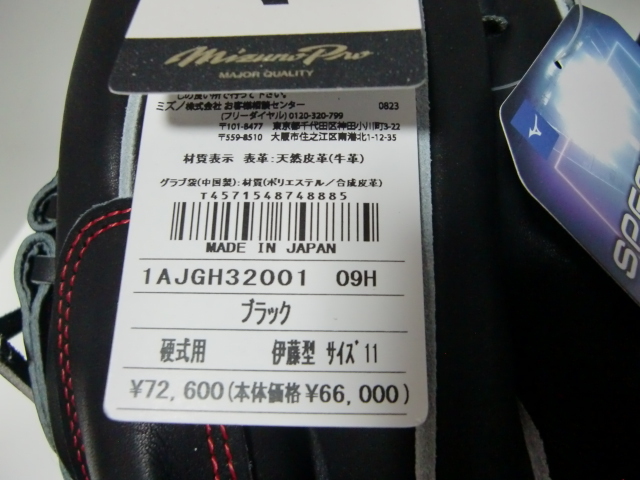 Mizuno Pro
MAJOR QUALITY
ミズノ株式会社 お客様相談センター 0823
(フリーダイヤル) 0120-320-799
〒101-8477 東京都千代田区神田小川町3-22
〒559-8510 大阪市住之江区南港北1-12-35
材質表示 表革:天然皮革(牛革)
グラブ袋(中国製):材質(ポリエステル/合成皮革)
T4571548748885
MADE IN JAPAN
1AJGH32001 09H
ブラック
硬式用 伊藤型 サイズ11
¥72,600(本体価格¥66,000)